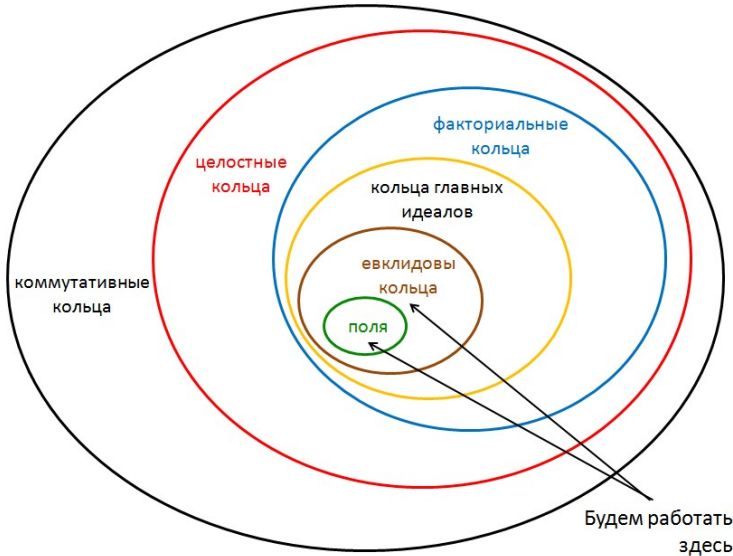 факториальные
кольца
целостные
кольца
кольца главных
идеалов
евклидовы
кольца
коммутативные
кольца
поля
Будем работать
здесь